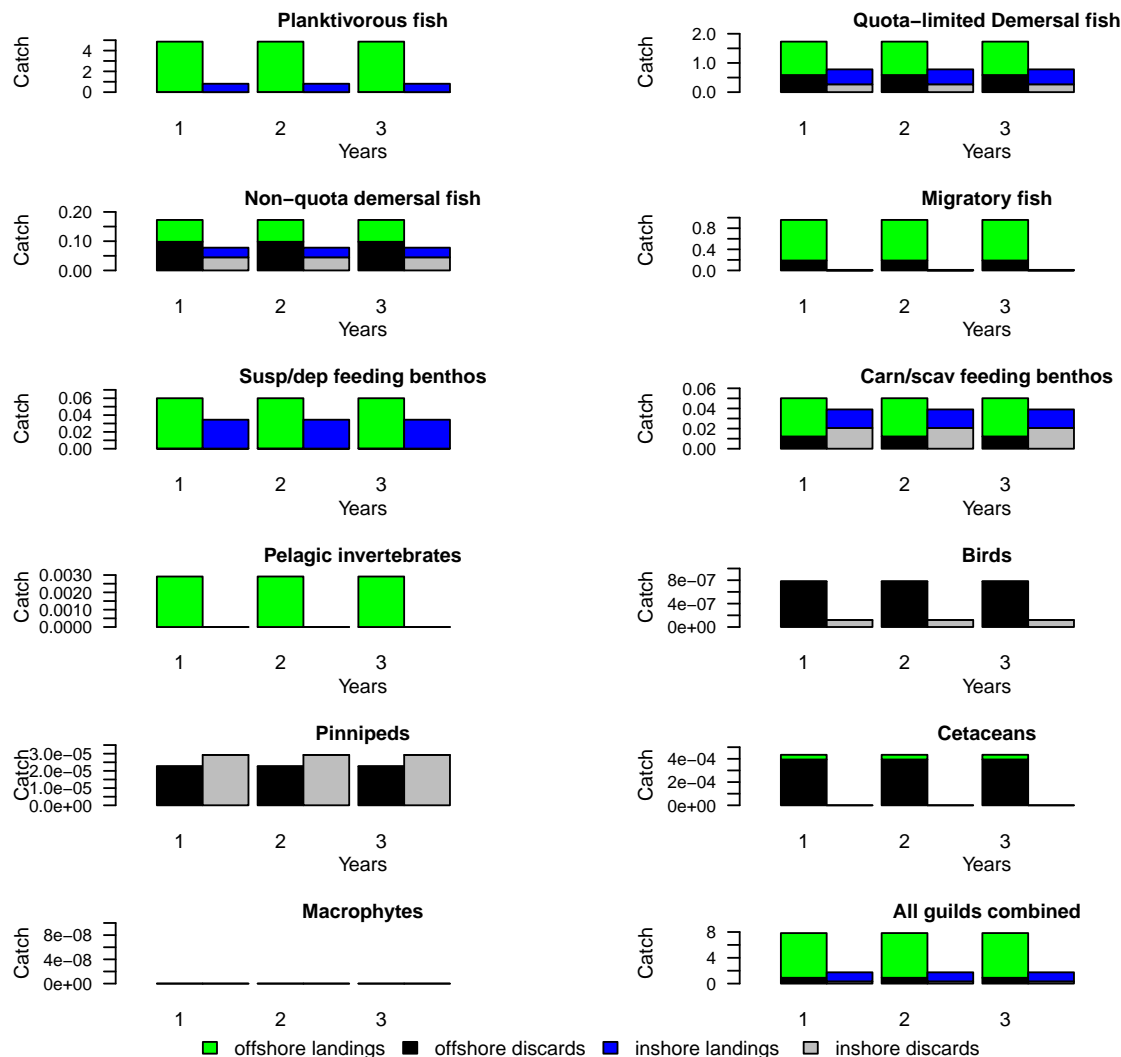 Planktivorous fish
Catch
0 2 4
1 2 3
Years
Quota−limited Demersal fish
Catch
0.0 1.0 2.0
1 2 3
Years
Non−quota demersal fish
Catch
0.00 0.10 0.20
1 2 3
Years
Migratory fish
Catch
0.0 0.4 0.8
1 2 3
Years
Susp/dep feeding benthos
Catch
0.00 0.02 0.04 0.06
1 2 3
Years
Carn/scav feeding benthos
Catch
0.00 0.02 0.04 0.06
1 2 3
Years
Pelagic invertebrates
Catch
0.0000 0.0010 0.0020 0.0030
1 2 3
Years
Birds
Catch
0e+00 4e−07 8e−07
1 2 3
Years
Pinnipeds
Catch
0.0e+00 1.0e−05 2.0e−05 3.0e−05
1 2 3
Years
Cetaceans
Catch
0e+00 2e−04 4e−04
1 2 3
Years
Macrophytes
Catch
0e+00 4e−08 8e−08
1 2 3
All guilds combined
Catch
0 4 8
1 2 3
offshore landings offshore discards inshore landings inshore discards